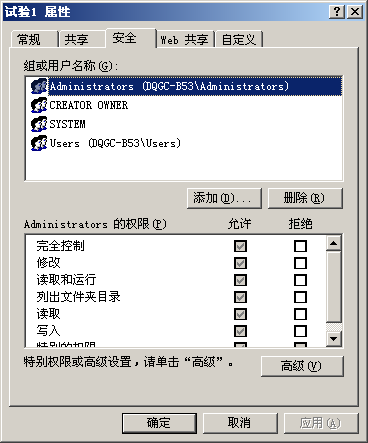 试验1 属性
常规 共享 安全 Web 共享 自定义
组或用户名称(G):
Administrators (DQGC-B53\Administrators)
CREATOR OWNER
SYSTEM
Users (DQGC-B53\Users)
添加(D)... 删除(R)
Administrators 的权限(P) 允许 拒绝
完全控制
修改
读取和运行
列出文件夹目录
读取
写入
特别的权限
特别权限或高级设置，请单击“高级”。 高级(V)
确定 取消 应用(A)